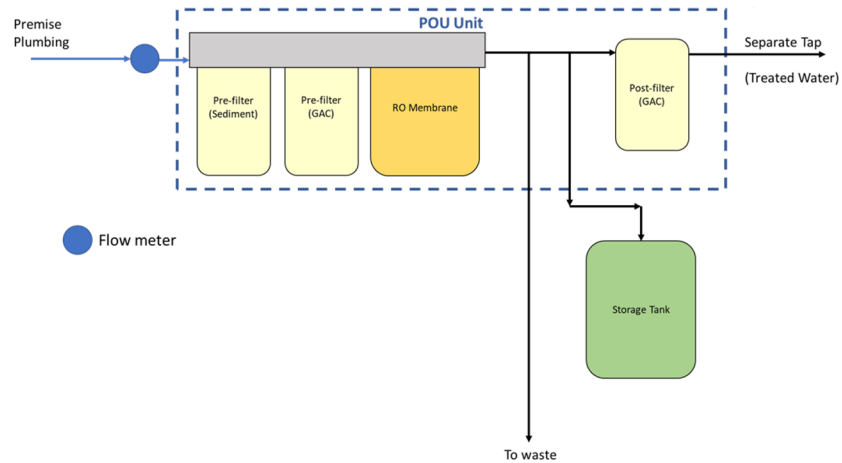 Premise
Plumbing
POU Unit
Pre-filter
(Sediment)
Pre-filter
(GAC)
RO Membrane
Post-filter
(GAC)
Separate Tap
(Treated Water)
Flow meter
Storage Tank
To waste